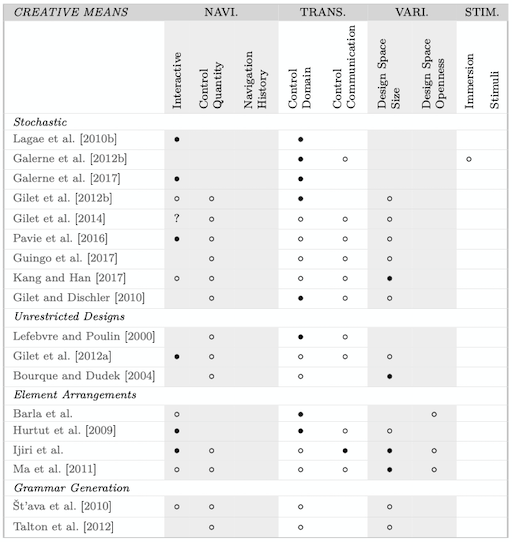 CREATIVE MEANS NAVI. TRANS. VARI. STIM.
Interactive
Control
Quantity
Navigation
History
Control
Domain
Control
Communication
Design Space
Size
Design Space
Openness
Immersion
Stimuli
Stochastic
Lagae et al. [2010b] ● ●
Galerne et al. [2012b] ● ○ ○
Galerne et al. [2017] ● ●
Gilet et al. [2012b] ○ ○ ● ○
Gilet et al. [2014] ? ○ ○ ○ ○
Pavie et al. [2016] ● ○ ○ ○ ○
Guingo et al. [2017] ○ ○ ○ ○
Kang and Han [2017] ○ ○ ○ ○ ●
Gilet and Dischler [2010] ○ ● ○ ○
Unrestricted Designs
Lefebvre and Poulin [2000] ○ ● ○
Gilet et al. [2012a] ● ○ ○ ○ ○
Bourque and Dudek [2004] ○ ○ ●
Element Arrangements
Barla et al. ○ ● ○
Hurtut et al. [2009] ● ● ○ ○
Ijiri et al. ● ○ ○ ● ● ○
Ma et al. [2011] ○ ○ ○ ○ ● ○
Grammar Generation
Št'ava et al. [2010] ○ ○ ○ ○
Talton et al. [2012] ○ ○ ○